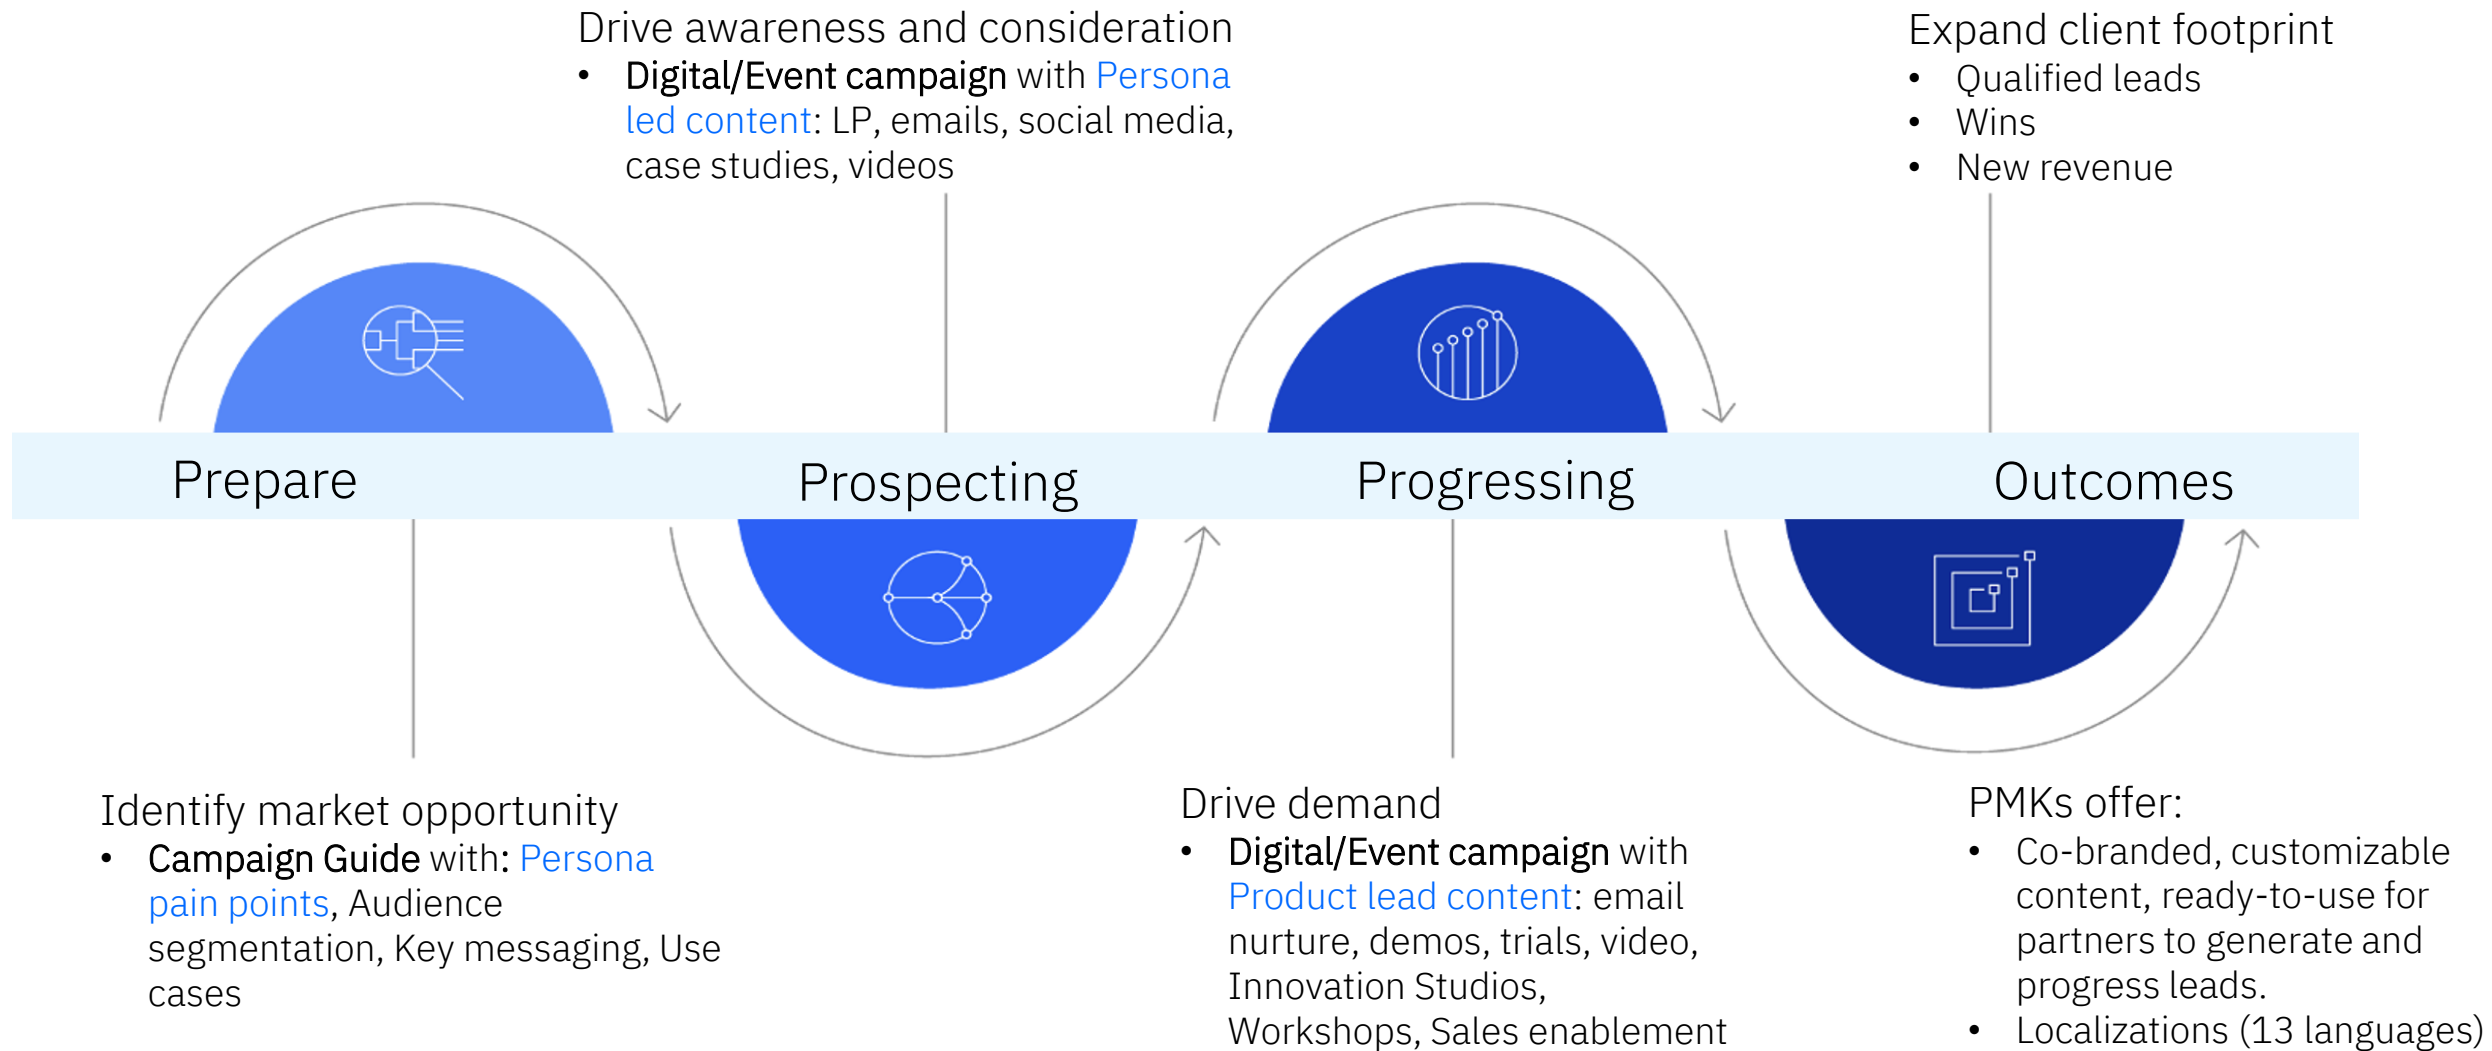 Drive awareness and consideration
• Digital/Event campaign with Persona
led content: LP, emails, social media,
case studies, videos
Expand client footprint
• Qualified leads
• Wins
• New revenue
Prepare
Prospecting
Progressing
Outcomes
Identify market opportunity
• Campaign Guide with: Persona
pain points, Audience
segmentation, Key messaging, Use
cases
Drive demand
• Digital/Event campaign with
Product lead content: email
nurture, demos, trials, video,
Innovation Studios,
Workshops, Sales enablement
PMKs offer:
• Co-branded, customizable
content, ready-to-use for
partners to generate and
progress leads.
• Localizations (13 languages)